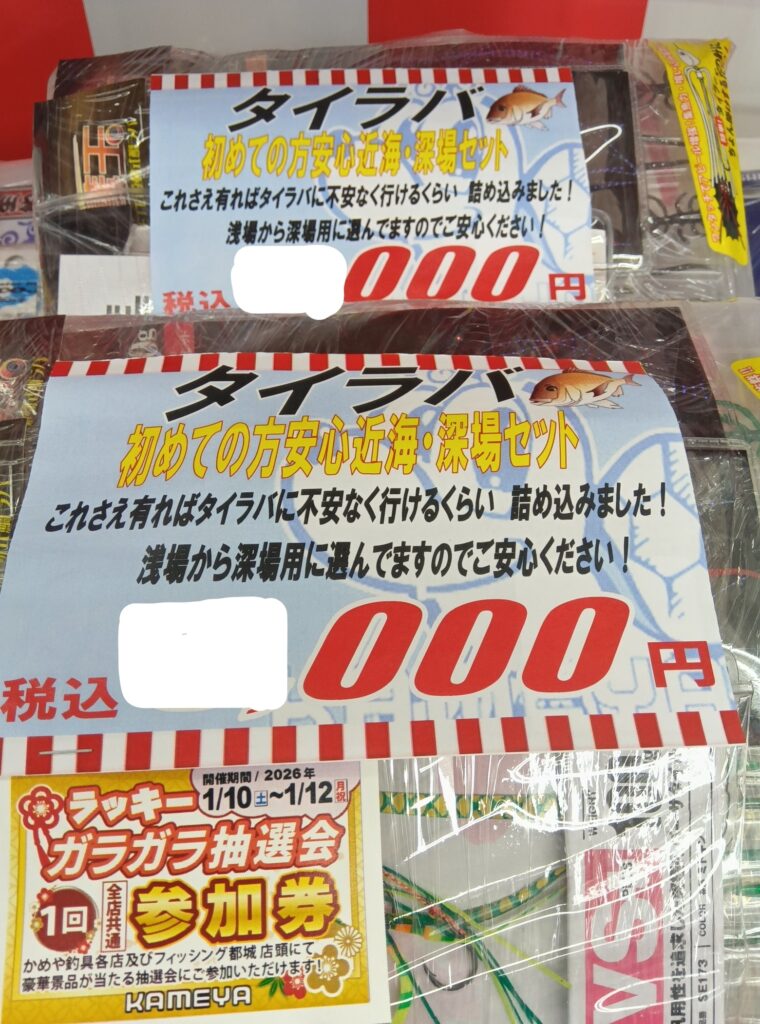 タイラバ
初めての方安心近海・深場セット
これさえ有ればタイラバに不安なく行けるくらい 詰め込みました！
浅場から深場用に選んでますのでご安心ください！
税込 000円
タイラバ
初めての方安心近海・深場セット
これさえ有ればタイラバに不安なく行けるくらい 詰め込みました！
浅場から深場用に選んでますのでご安心ください！
税込 ,000円
開催期間/2026年
1/10土〜1/12月祝
ラッキー
ガラガラ抽選会
1回 全店共通 参加券
かめや釣具各店及びフィッシング都城 店頭にて
豪華景品が当たる抽選会にご参加いただけます！
KAMEYA
SE173